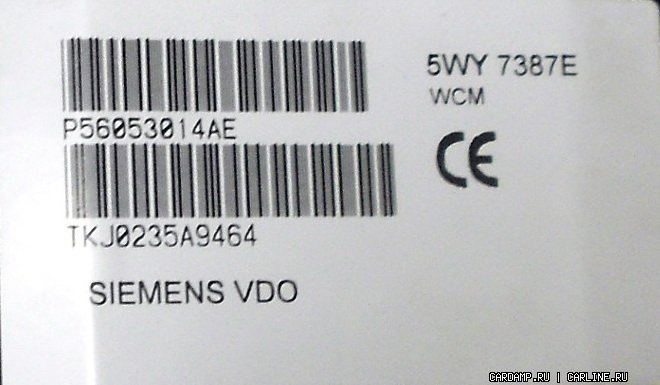 5WY 7387E
WCM
P56053014AE
CE
TKJ0235A9464
SIEMENS VDO
CARDAMP.RU | CARLINE.RU